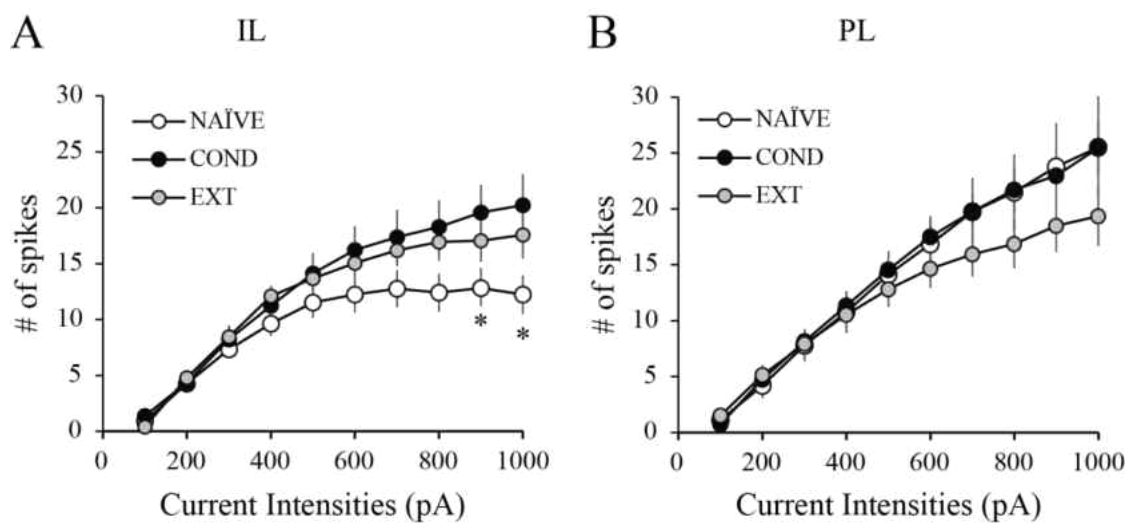 A
IL
30
25
20
15
10
5
0
# of spikes
NAÏVE
COND
EXT
*
*
0 200 400 600 800 1000
Current Intensities (pA)
B
PL
30
25
20
15
10
5
0
# of spikes
NAÏVE
COND
EXT
0 200 400 600 800 1000
Current Intensities (pA)